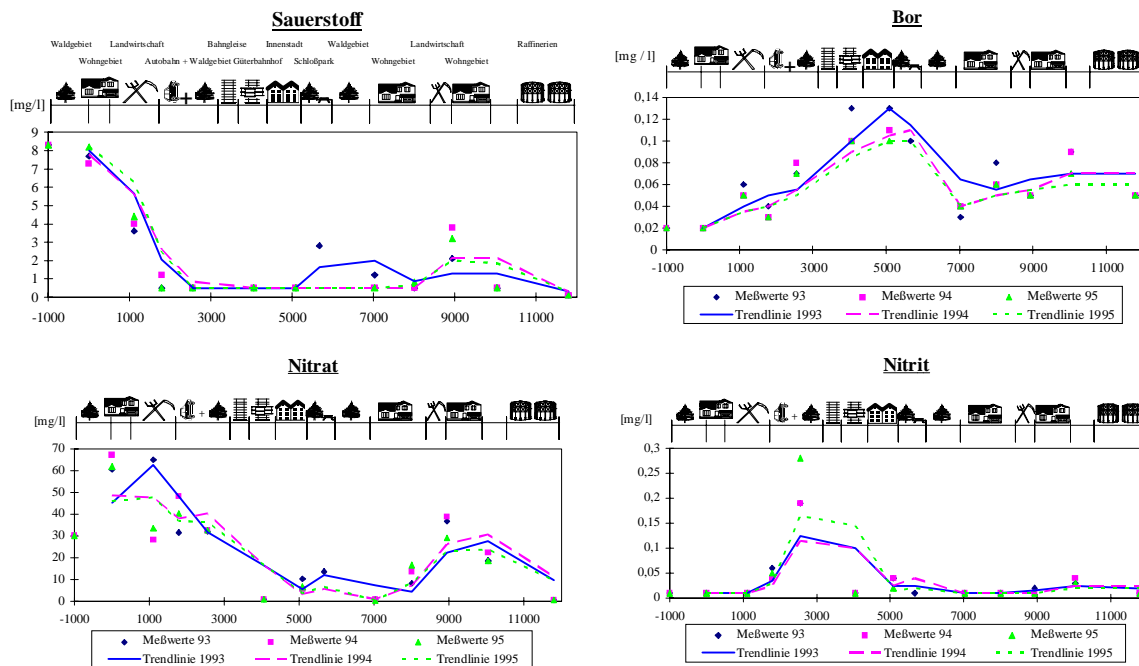 Sauerstoff
Waldgebiet Landwirtschaft Bahngleise Innenstadt Waldgebiet Landwirtschaft Raffinerien
Wohngebiet Autobahn + Waldgebiet Güterbahnhof Schloßpark Wohngebiet Wohngebiet
+
[mg/l]
9
8
7
6
5
4
3
2
1
0
-1000 1000 3000 5000 7000 9000 11000
Bor
[mg / l]
+
0,14
0,12
0,1
0,08
0,06
0,04
0,02
0
-1000 1000 3000 5000 7000 9000 11000
Meßwerte 93 Meßwerte 94 Meßwerte 95
Trendlinie 1993 Trendlinie 1994 Trendlinie 1995
Nitrat
+
[mg/l]
70
60
50
40
30
20
10
0
-1000 1000 3000 5000 7000 9000 11000
Meßwerte 93 Meßwerte 94 Meßwerte 95
Trendlinie 1993 Trendlinie 1994 Trendlinie 1995
Nitrit
+
[mg/l]
0,3
0,25
0,2
0,15
0,1
0,05
0
-1000 1000 3000 5000 7000 9000 11000
Meßwerte 93 Meßwerte 94 Meßwerte 95
Trendlinie 1993 Trendlinie 1994 Trendlinie 1995